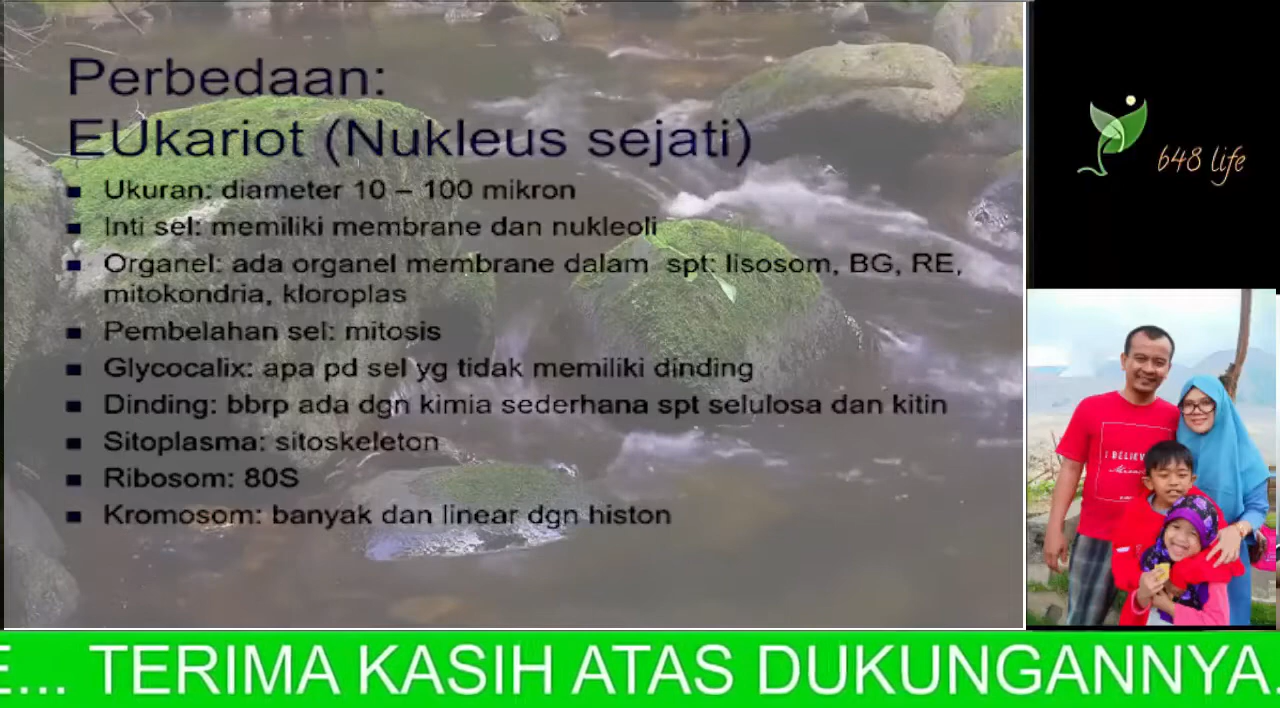 Perbedaan:
EUkariot (Nukleus sejati)
Ukuran: diameter 10 – 100 mikron
Inti sel: memiliki membrane dan nukleoli
Organel: ada organel membrane dalam spt: lisosom, BG, RE,
mitokondria, kloroplas
Pembelahan sel: mitosis
Glycocalix: apa pd sel yg tidak memiliki dinding
Dinding: bbrp ada dgn kimia sederhana spt selulosa dan kitin
Sitoplasma: sitoskeleton
Ribosom: 80S
Kromosom: banyak dan linear dgn histon
648 life
I BELIEVE
E... TERIMA KASIH ATAS DUKUNGANNYA.